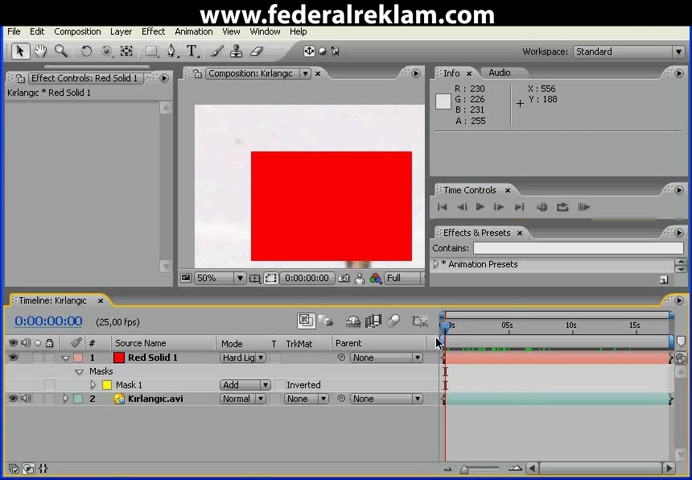 www.federalreklam.com
File Edit Composition Layer Effect Animation View Window Help
Workspace: Standard
Effect Controls: Red Solid 1
Kırlangıc * Red Solid 1
Composition: Kırlangıc
50% 0:00:00:00 Full
Info Audio
R: 230 X: 556
G: 226 Y: 188
B: 231
A: 255
Time Controls
Effects & Presets
Contains:
* Animation Presets
Timeline: Kırlangıc
0:00:00:00 (25,00 fps)
05s 10s 15s
# Source Name Mode T TrkMat Parent
1 Red Solid 1 Hard Lig None
Masks
Mask 1 Add Inverted
2 Kırlangıc.avi Normal None None